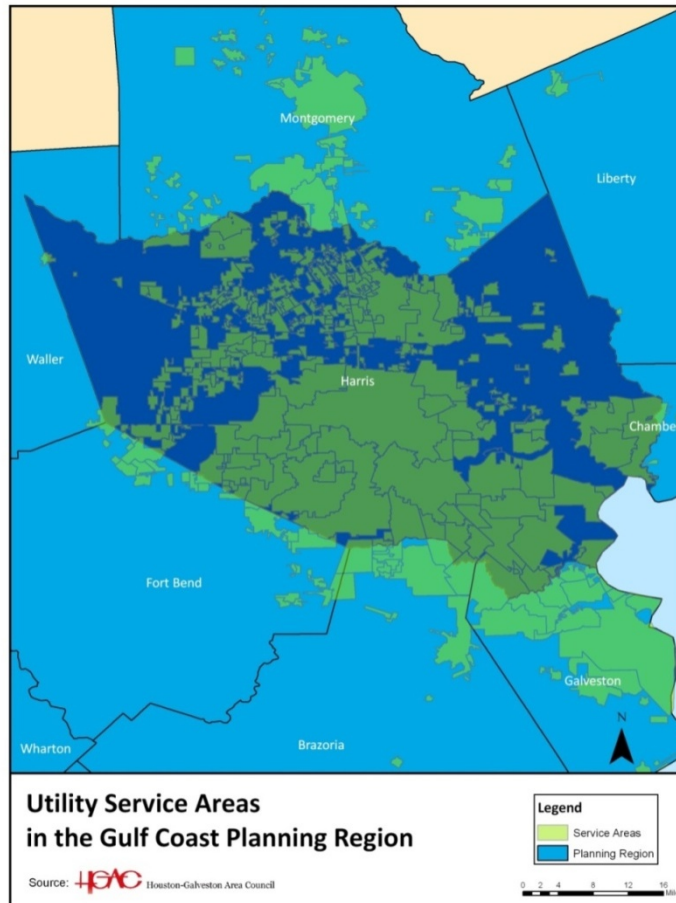 Montgomery
Liberty
Waller
Harris
Chambe
Fort Bend
Galveston
N
Wharton
Brazoria
Utility Service Areas
in the Gulf Coast Planning Region
Legend
Service Areas
Planning Region
Source: HGAC Houston-Galveston Area Council
0 2 4 8 12 16
Mile